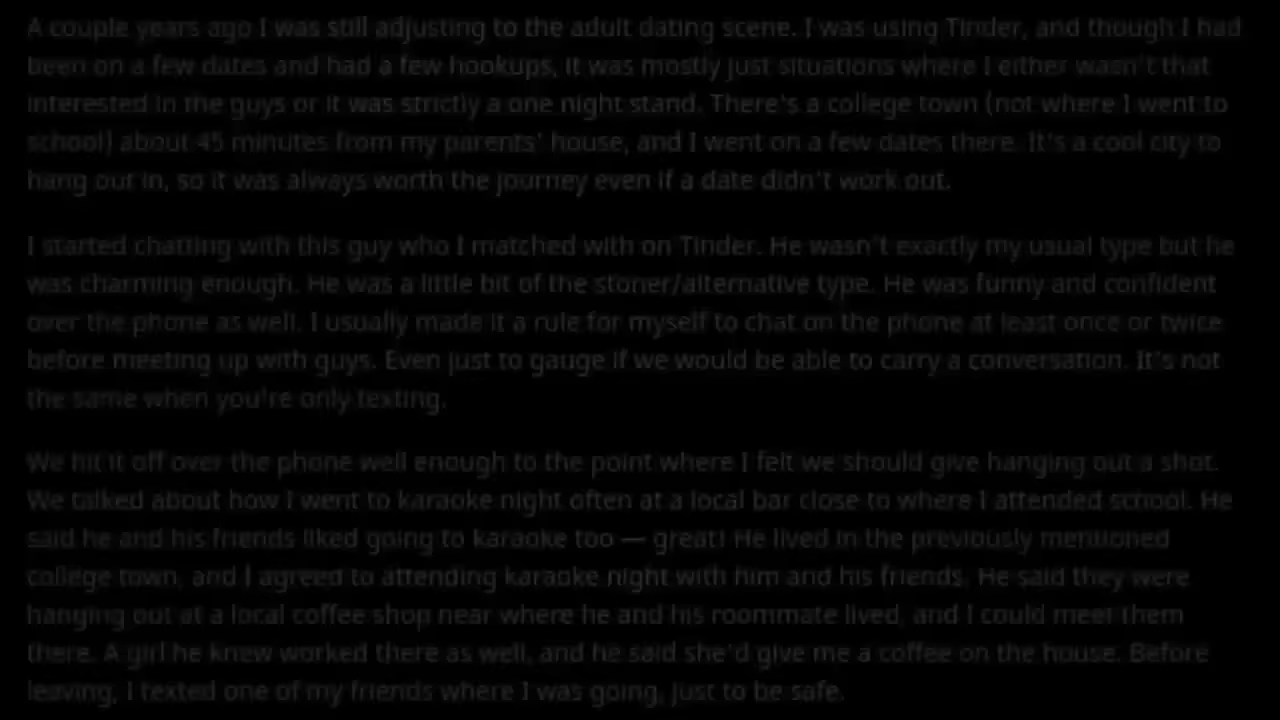 A couple years ago I was still adjusting to the adult dating scene. I was using Tinder, and though I had
been on a few dates and had a few hookups, it was mostly just situations where I either wasn't that
interested in the guys or it was strictly a one night stand. There's a college town (not where I went to
school) about 45 minutes from my parents' house, and I went on a few dates there. It's a cool city to
hang out in, so it was always worth the journey even if a date didn't work out.
I started chatting with this guy who I matched with on Tinder. He wasn't exactly my usual type but he
was charming enough. He was a little bit of the stoner/alternative type. He was funny and confident
over the phone as well. I usually made it a rule for myself to chat on the phone at least once or twice
before meeting up with guys. Even just to gauge if we would be able to carry a conversation. It's not
the same when you're only texting.
We hit it off over the phone well enough to the point where I felt we should give hanging out a shot.
We talked about how I went to karaoke night often at a local bar close to where I attended school. He
said he and his friends liked going to karaoke too — great! He lived in the previously mentioned
college town, and I agreed to attending karaoke night with him and his friends. He said they were
hanging out at a local coffee shop near where he and his roommate lived, and I could meet them
there. A girl he knew worked there as well, and he said she'd give me a coffee on the house. Before
leaving, I texted one of my friends where I was going, just to be safe.